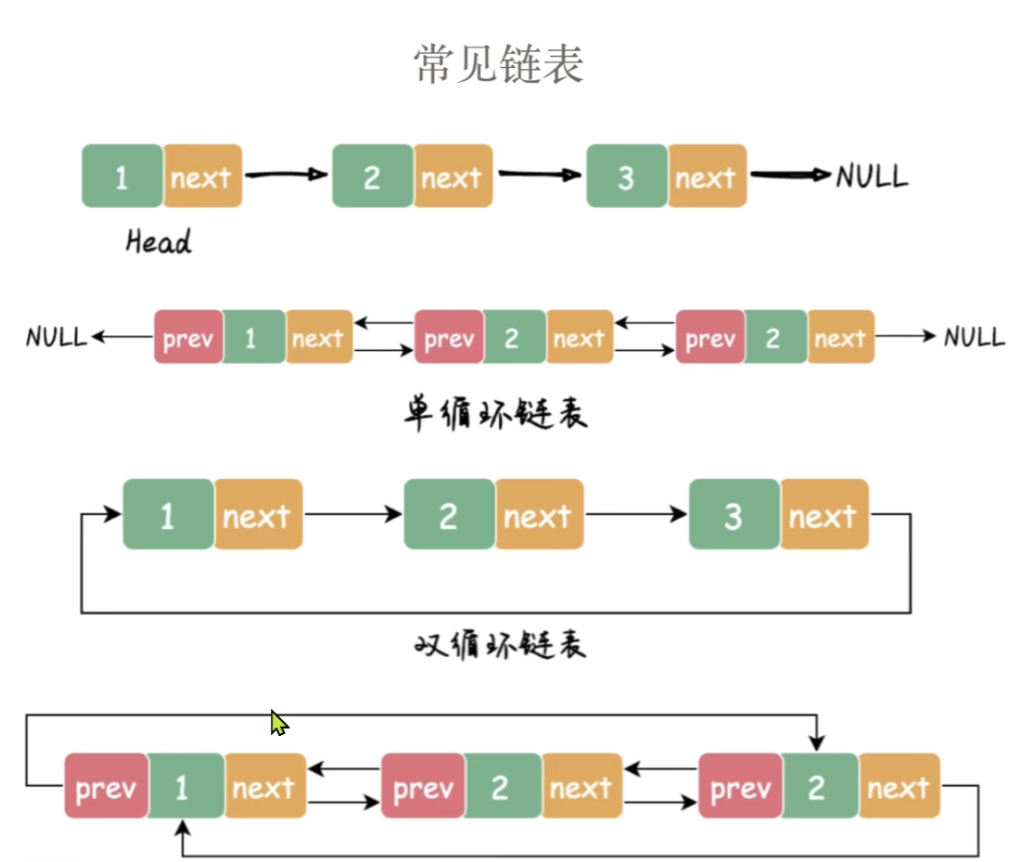 常见链表
1 next 2 next 3 next NULL
Head
NULL prev 1 next prev 2 next prev 2 next NULL
单循环链表
1 next 2 next 3 next
双循环链表
prev 1 next prev 2 next prev 2 next